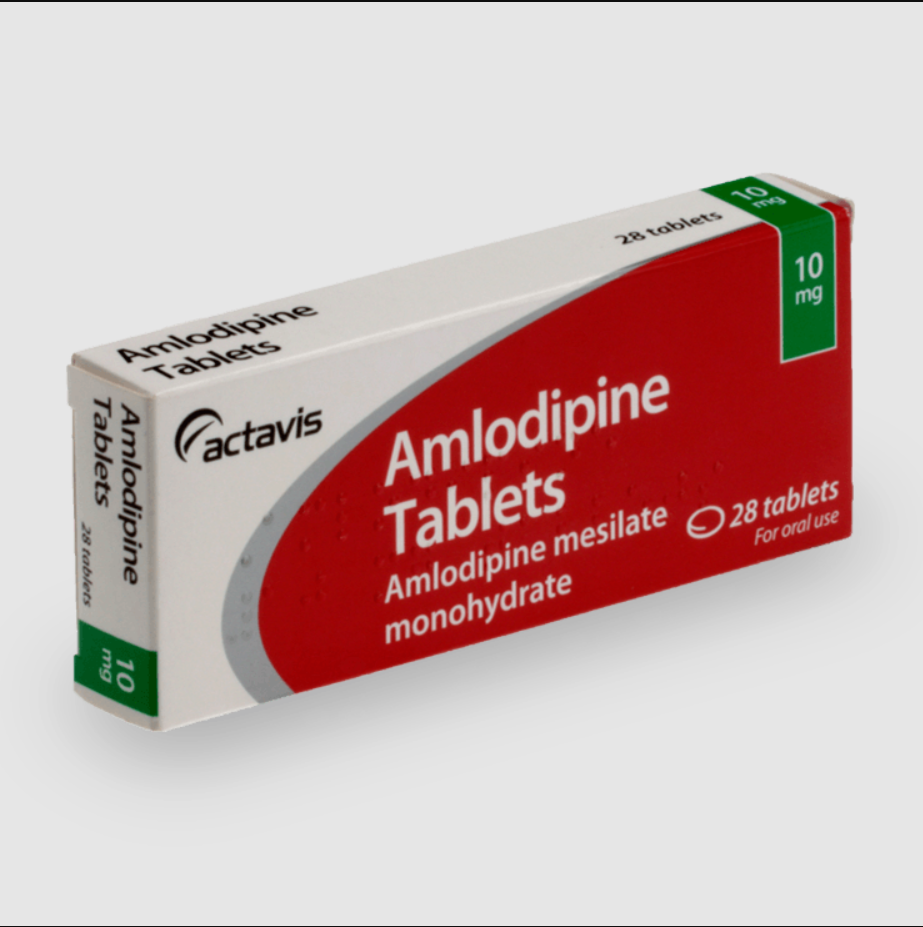 Amlodipine
Tablets
28 tablets
10
mg
actavis
Amlodipine
Tablets
Amlodipine mesilate
monohydrate
28 tablets
For oral use
10
mg
Amlodipine
Tablets
28 tablets
10
mg